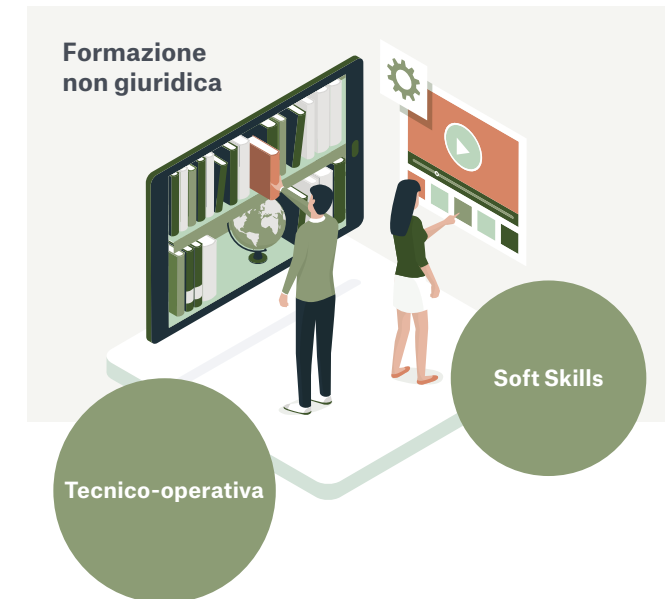 Formazione
non giuridica
Soft Skills
Tecnico-operativa